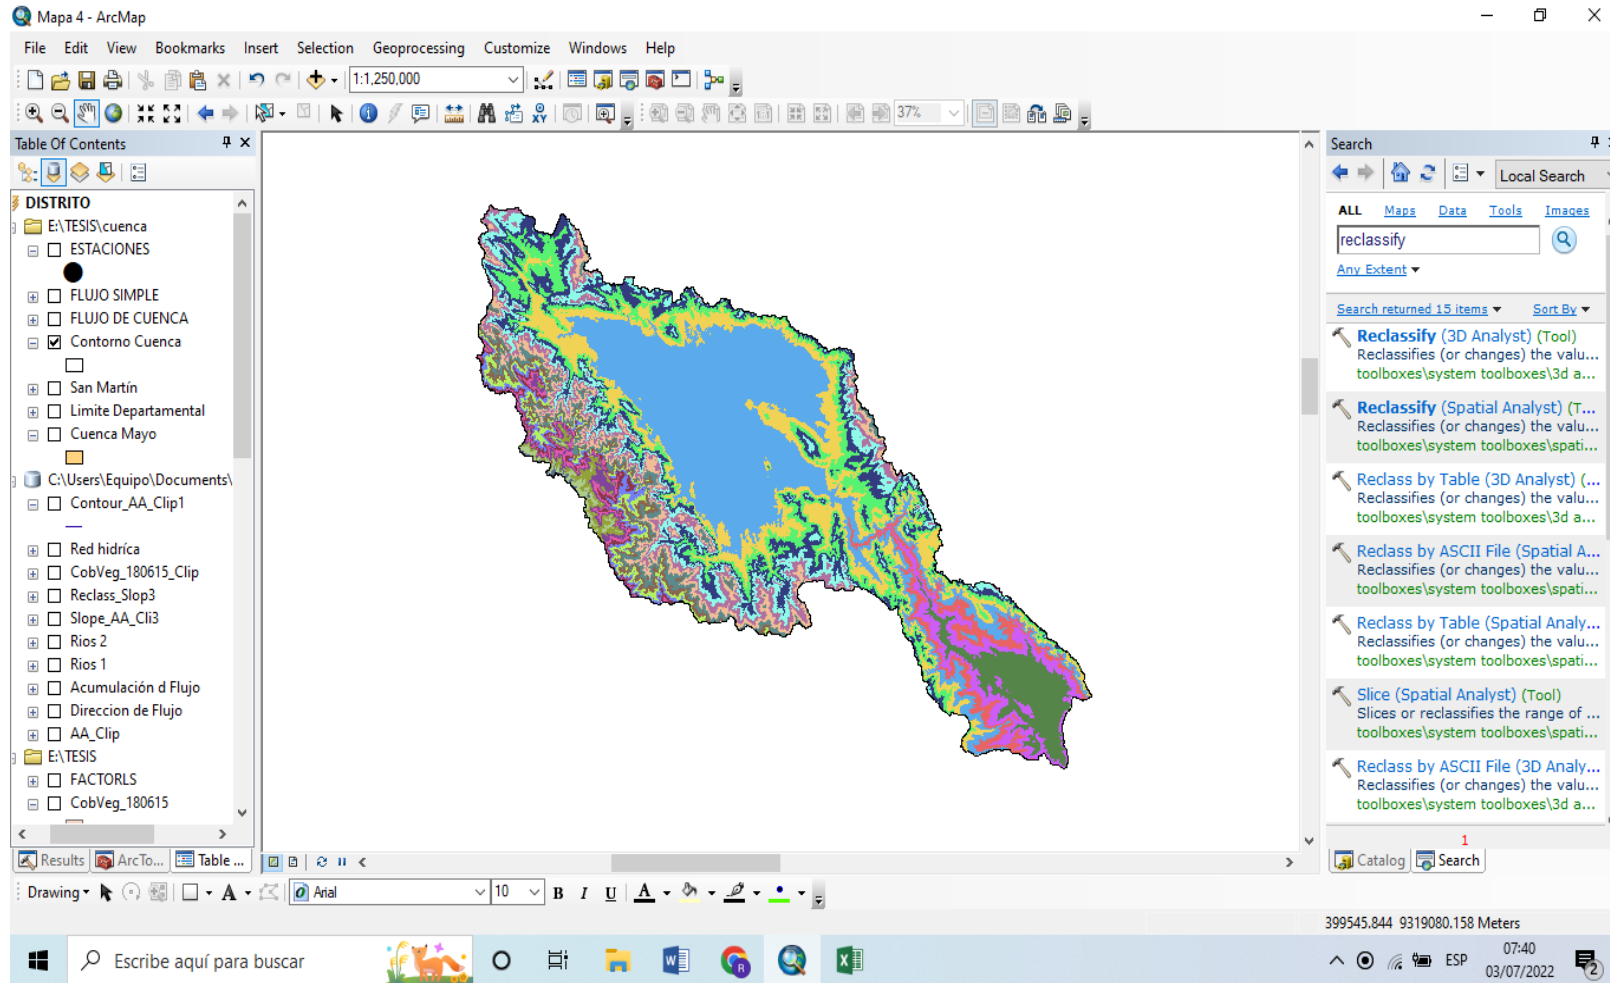 Mapa 4 - ArcMap
File Edit View Bookmarks Insert Selection Geoprocessing Customize Windows Help
1:1,250,000
37%
Table Of Contents
DISTRITO
E:\TESIS\cuenca
ESTACIONES
FLUJO SIMPLE
FLUJO DE CUENCA
Contorno Cuenca
San Martín
Limite Departamental
Cuenca Mayo
C:\Users\Equipo\Documents\
Contour_AA_Clip1
Red hidríca
CobVeg_180615_Clip
Reclass_Slop3
Slope_AA_Cli3
Rios 2
Rios 1
Acumulación d Flujo
Direccion de Flujo
AA_Clip
E:\TESIS
FACTORLS
CobVeg_180615
Results ArcTo... Table ...
Search
Local Search
ALL Maps Data Tools Images
reclassify
Any Extent
Search returned 15 items Sort By
Reclassify (3D Analyst) (Tool)
Reclassifies (or changes) the valu...
toolboxes\system toolboxes\3d a...
Reclassify (Spatial Analyst) (T...
Reclassifies (or changes) the valu...
toolboxes\system toolboxes\spati...
Reclass by Table (3D Analyst) (...
Reclassifies (or changes) the valu...
toolboxes\system toolboxes\3d a...
Reclass by ASCII File (Spatial A...
Reclassifies (or changes) the valu...
toolboxes\system toolboxes\spati...
Reclass by Table (Spatial Analy...
Reclassifies (or changes) the valu...
toolboxes\system toolboxes\spati...
Slice (Spatial Analyst) (Tool)
Slices or reclassifies the range of ...
toolboxes\system toolboxes\spati...
Reclass by ASCII File (3D Analy...
Reclassifies (or changes) the valu...
toolboxes\system toolboxes\3d a...
1
Catalog Search
Drawing A Arial 10 B I U A
399545.844 9319080.158 Meters
Escribe aquí para buscar
ESP
07:40
03/07/2022
2